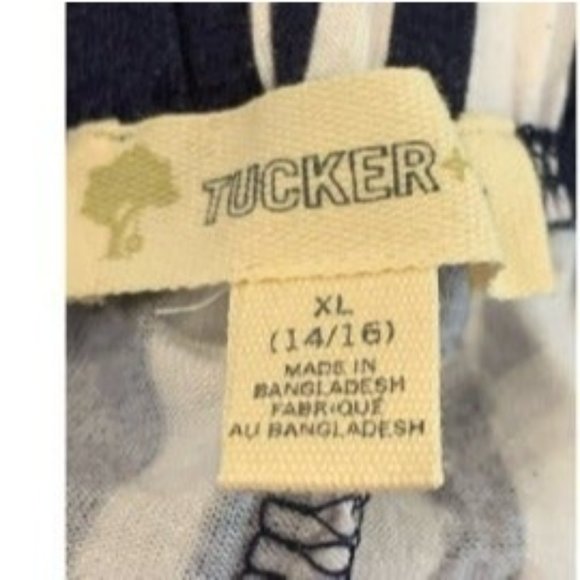 TUCKER
XL
(14/16)
MADE IN
BANGLADESH
FABRIQUÉ
AU BANGLADESH